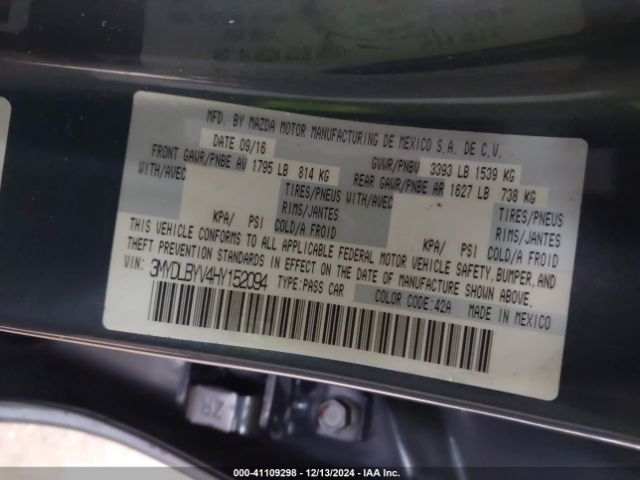 MFD. BY MAZDA MOTOR MANUFACTURING DE MEXICO S.A. DE C.V.
DATE 09/16 GVWR/PNBV 3393 LB 1539 KG
FRONT GAWR/PNBE AV 1795 LB 814 KG REAR GAWR/PNBE AR 1627 LB 738 KG
WITH/AVEC TIRES/PNEUS WITH/AVEC TIRES/PNEUS
RIMS/JANTES RIMS/JANTES
KPA/ PSI COLD/A FROID KPA/ PSI COLD/A FROID
THIS VEHICLE CONFORMS TO ALL APPLICABLE FEDERAL MOTOR VEHICLE SAFETY, BUMPER, AND
THEFT PREVENTION STANDARDS IN EFFECT ON THE DATE OF MANUFACTURE SHOWN ABOVE.
VIN: 3MYDLBYV4HY152094 TYPE:PASS CAR COLOR CODE:42A MADE IN MEXICO
BZ
000-41109298 - 12/13/2024 - IAA Inc.